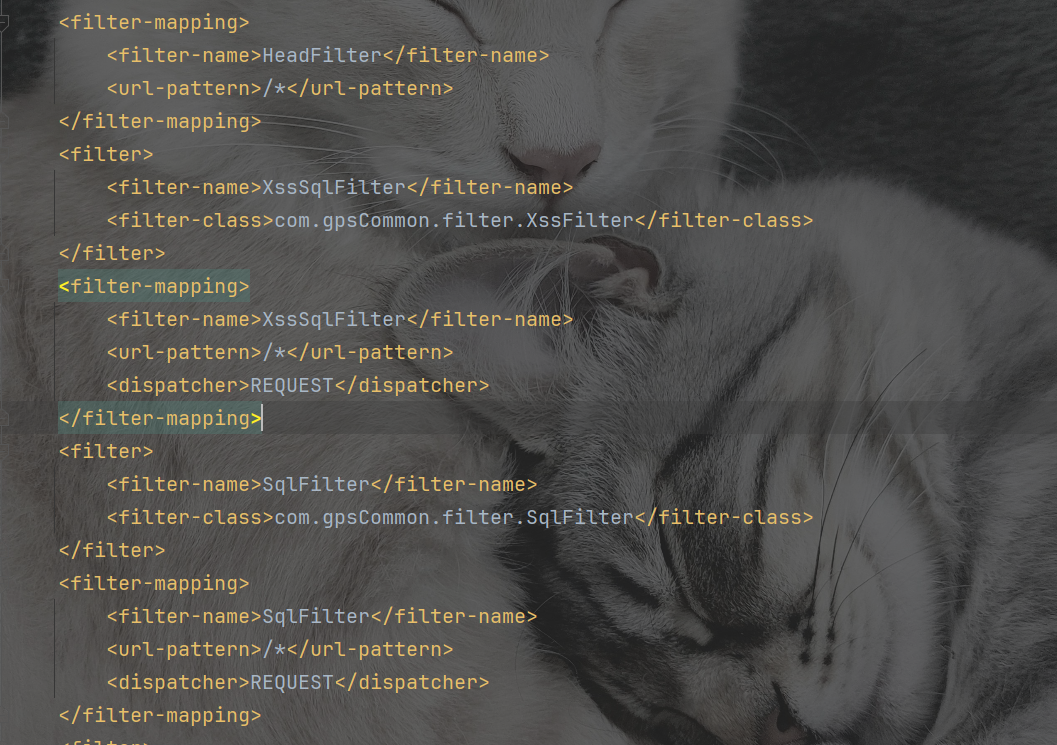 <filter-mapping>
<filter-name>HeadFilter</filter-name>
<url-pattern>/*</url-pattern>
</filter-mapping>
<filter>
<filter-name>XssSqlFilter</filter-name>
<filter-class>com.gpsCommon.filter.XssFilter</filter-class>
</filter>
<filter-mapping>
<filter-name>XssSqlFilter</filter-name>
<url-pattern>/*</url-pattern>
<dispatcher>REQUEST</dispatcher>
</filter-mapping>
<filter>
<filter-name>SqlFilter</filter-name>
<filter-class>com.gpsCommon.filter.SqlFilter</filter-class>
</filter>
<filter-mapping>
<filter-name>SqlFilter</filter-name>
<url-pattern>/*</url-pattern>
<dispatcher>REQUEST</dispatcher>
</filter-mapping>